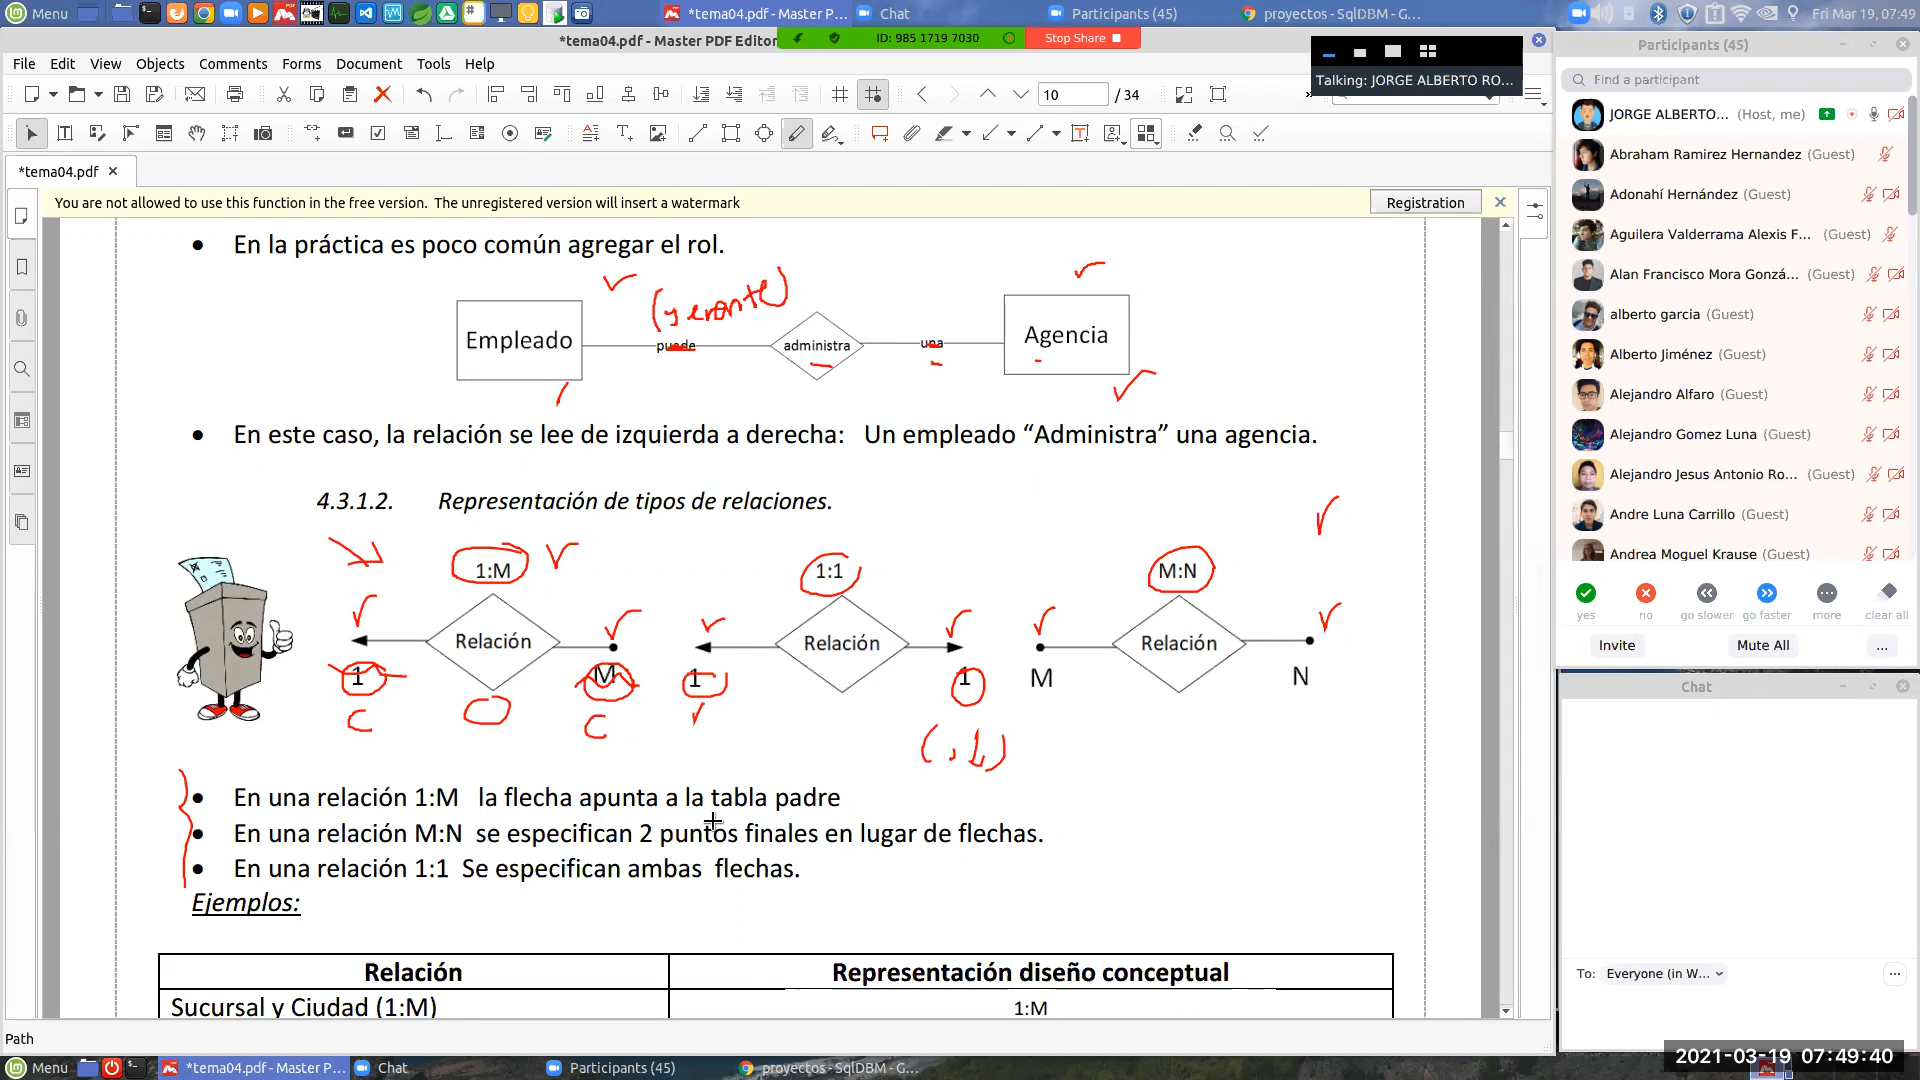 Menu
*tema04.pdf - Master P...
Chat
Participants (45)
proyectos - SqlDBM - G...
Fri Mar 19, 07:49
*tema04.pdf - Master PDF Editor
ID: 985 1719 7030
Stop Share
Talking: JORGE ALBERTO RO...
File Edit View Objects Comments Forms Document Tools Help
10 / 34
*tema04.pdf
You are not allowed to use this function in the free version. The unregistered version will insert a watermark
Registration
• En la práctica es poco común agregar el rol.
(gerente)
Empleado
puede
administra
una
Agencia
• En este caso, la relación se lee de izquierda a derecha: Un empleado “Administra” una agencia.
4.3.1.2. Representación de tipos de relaciones.
1:M
1:1
M:N
Relación
Relación
Relación
1
M
1
1
M
N
C
C
( , 1)
• En una relación 1:M la flecha apunta a la tabla padre
• En una relación M:N se especifican 2 puntos finales en lugar de flechas.
• En una relación 1:1 Se especifican ambas flechas.
Ejemplos:
Relación
Representación diseño conceptual
Sucursal y Ciudad (1:M)
1:M
Path
Participants (45)
Find a participant
JORGE ALBERTO... (Host, me)
Abraham Ramirez Hernandez (Guest)
Adonahí Hernández (Guest)
Aguilera Valderrama Alexis F... (Guest)
Alan Francisco Mora Gonzá... (Guest)
alberto garcia (Guest)
Alberto Jiménez (Guest)
Alejandro Alfaro (Guest)
Alejandro Gomez Luna (Guest)
Alejandro Jesus Antonio Ro... (Guest)
Andre Luna Carrillo (Guest)
Andrea Moguel Krause (Guest)
yes
no
go slower
go faster
more
clear all
Invite
Mute All
...
Chat
To: Everyone (in W...
Menu
*tema04.pdf - Master P...
Chat
Participants (45)
proyectos - SqlDBM - G...
2021-03-19 07:49:40